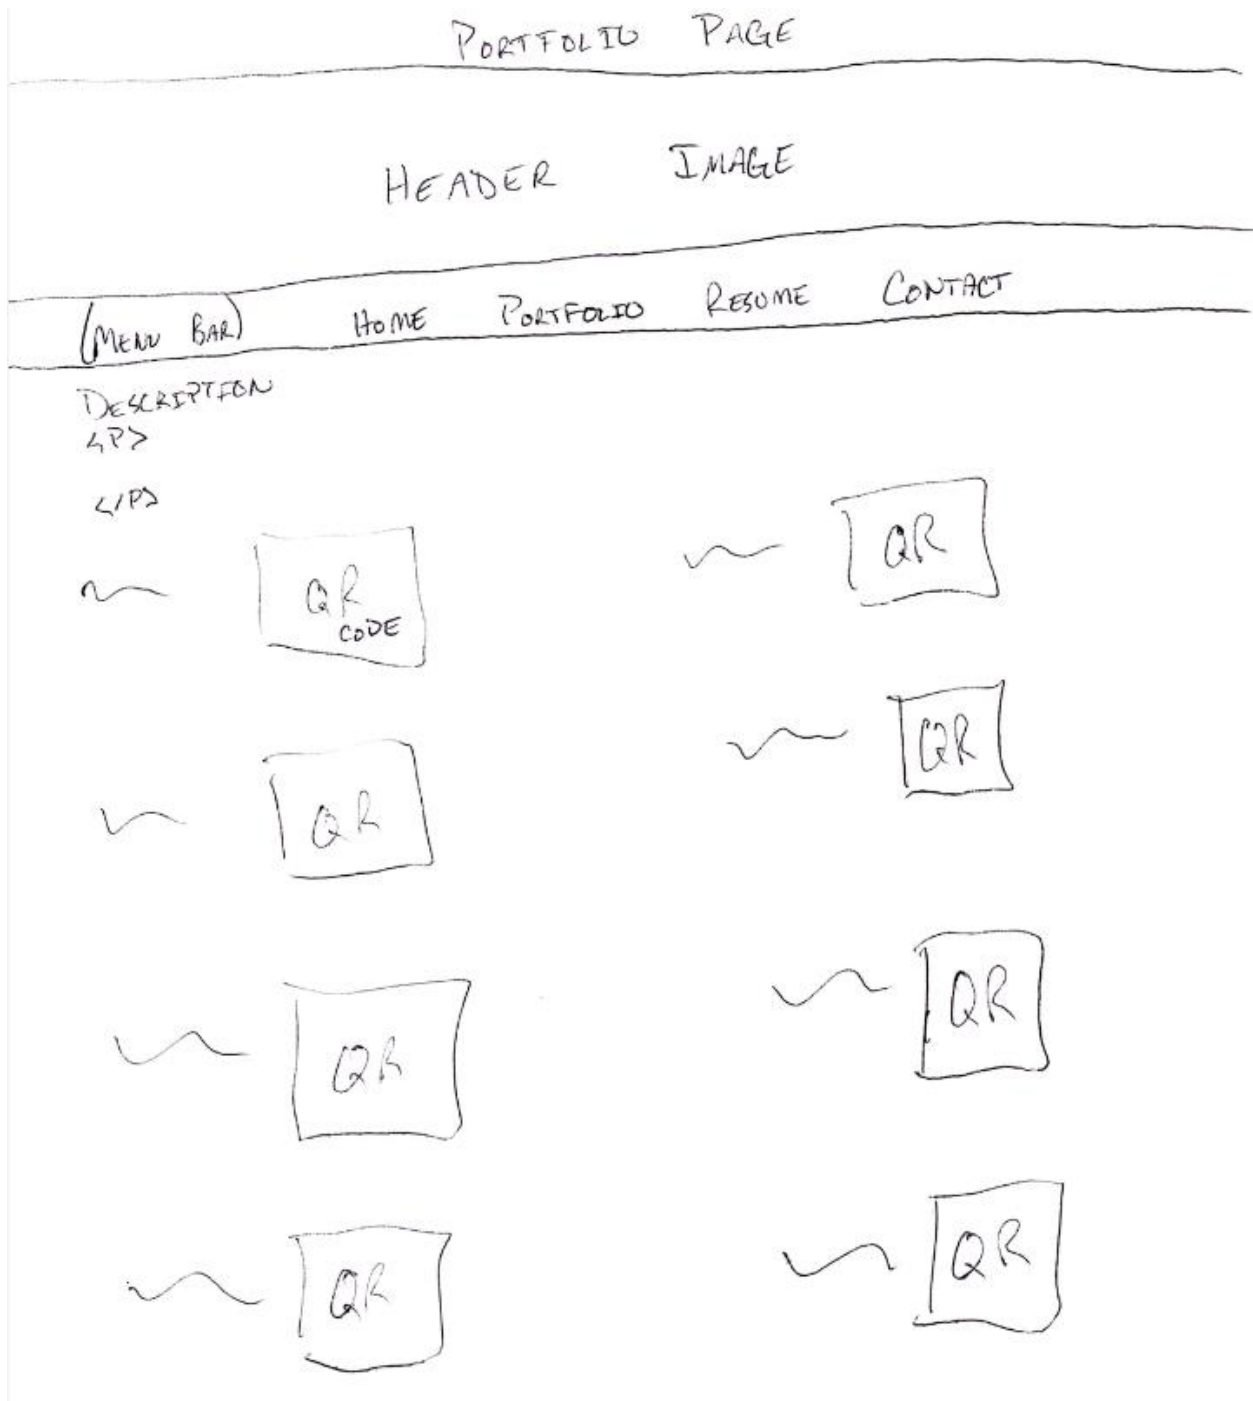 PORTFOLIO PAGE
HEADER IMAGE
(MENU BAR) HOME PORTFOLIO RESUME CONTACT
DESCRIPTION
<P>
</P>
QR
CODE
QR
QR
QR
QR
QR
QR
QR